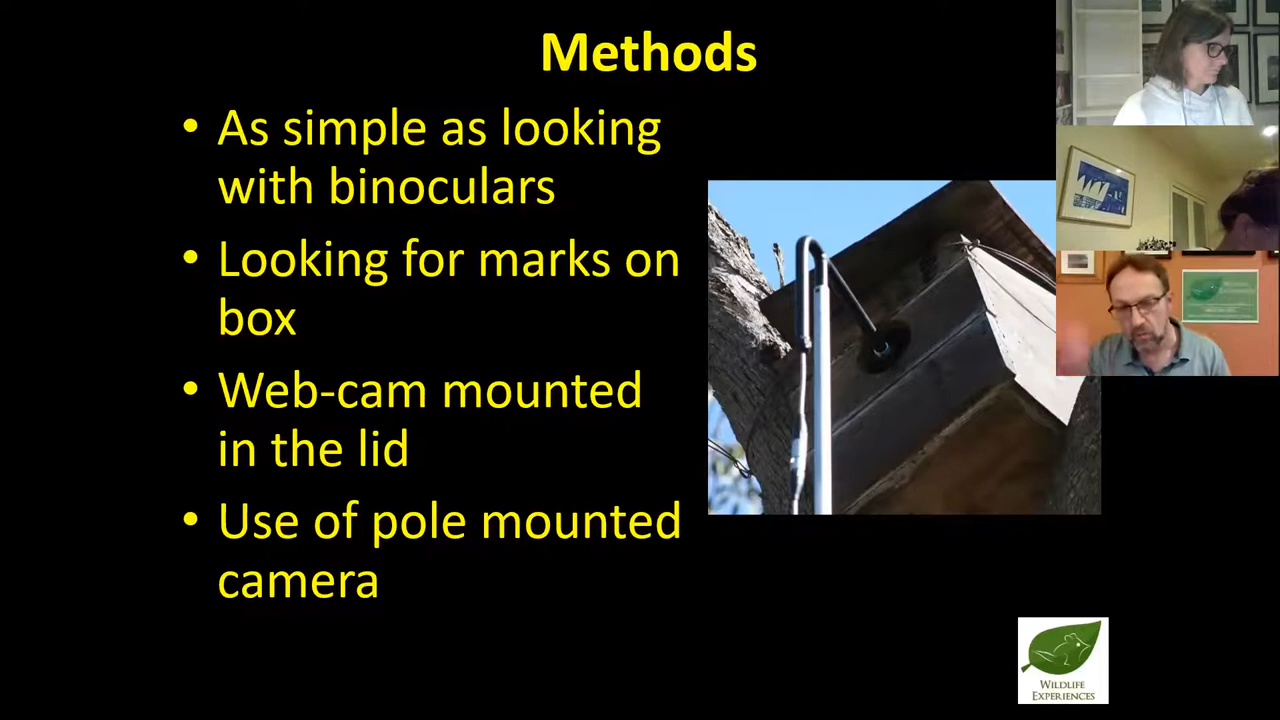 Methods
• As simple as looking
with binoculars
• Looking for marks on
box
• Web-cam mounted
in the lid
• Use of pole mounted
camera
WILDLIFE
EXPERIENCES